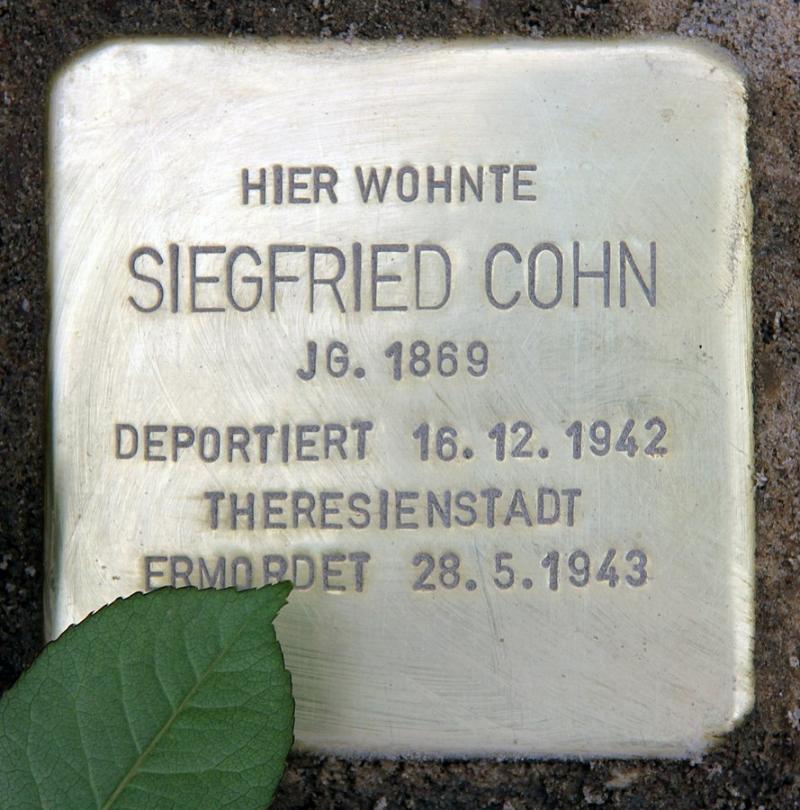 HIER WOHNTE
SIEGFRIED COHN
JG. 1869
DEPORTIERT 16.12.1942
THERESIENSTADT
ERMORDET 28.5.1943